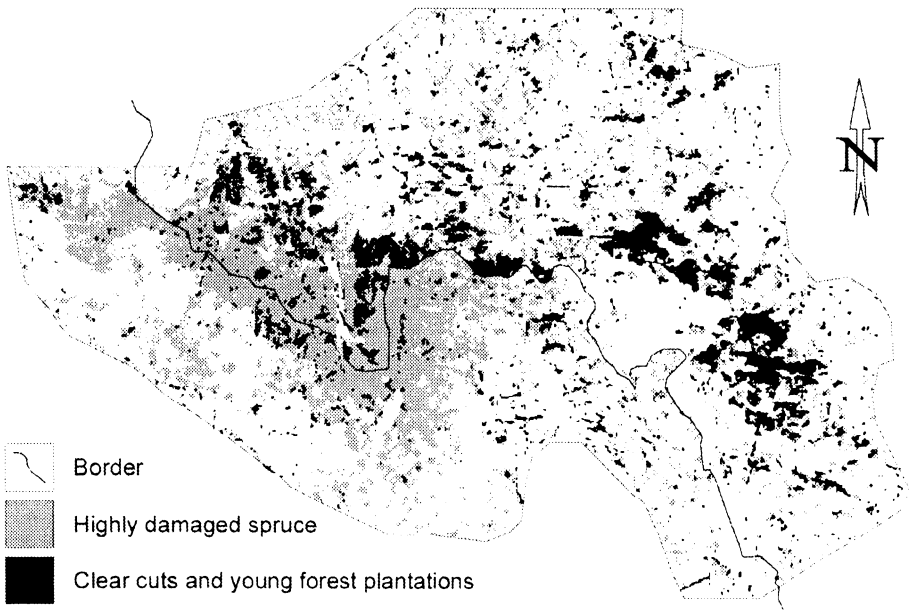 N
Border
Highly damaged spruce
Clear cuts and young forest plantations